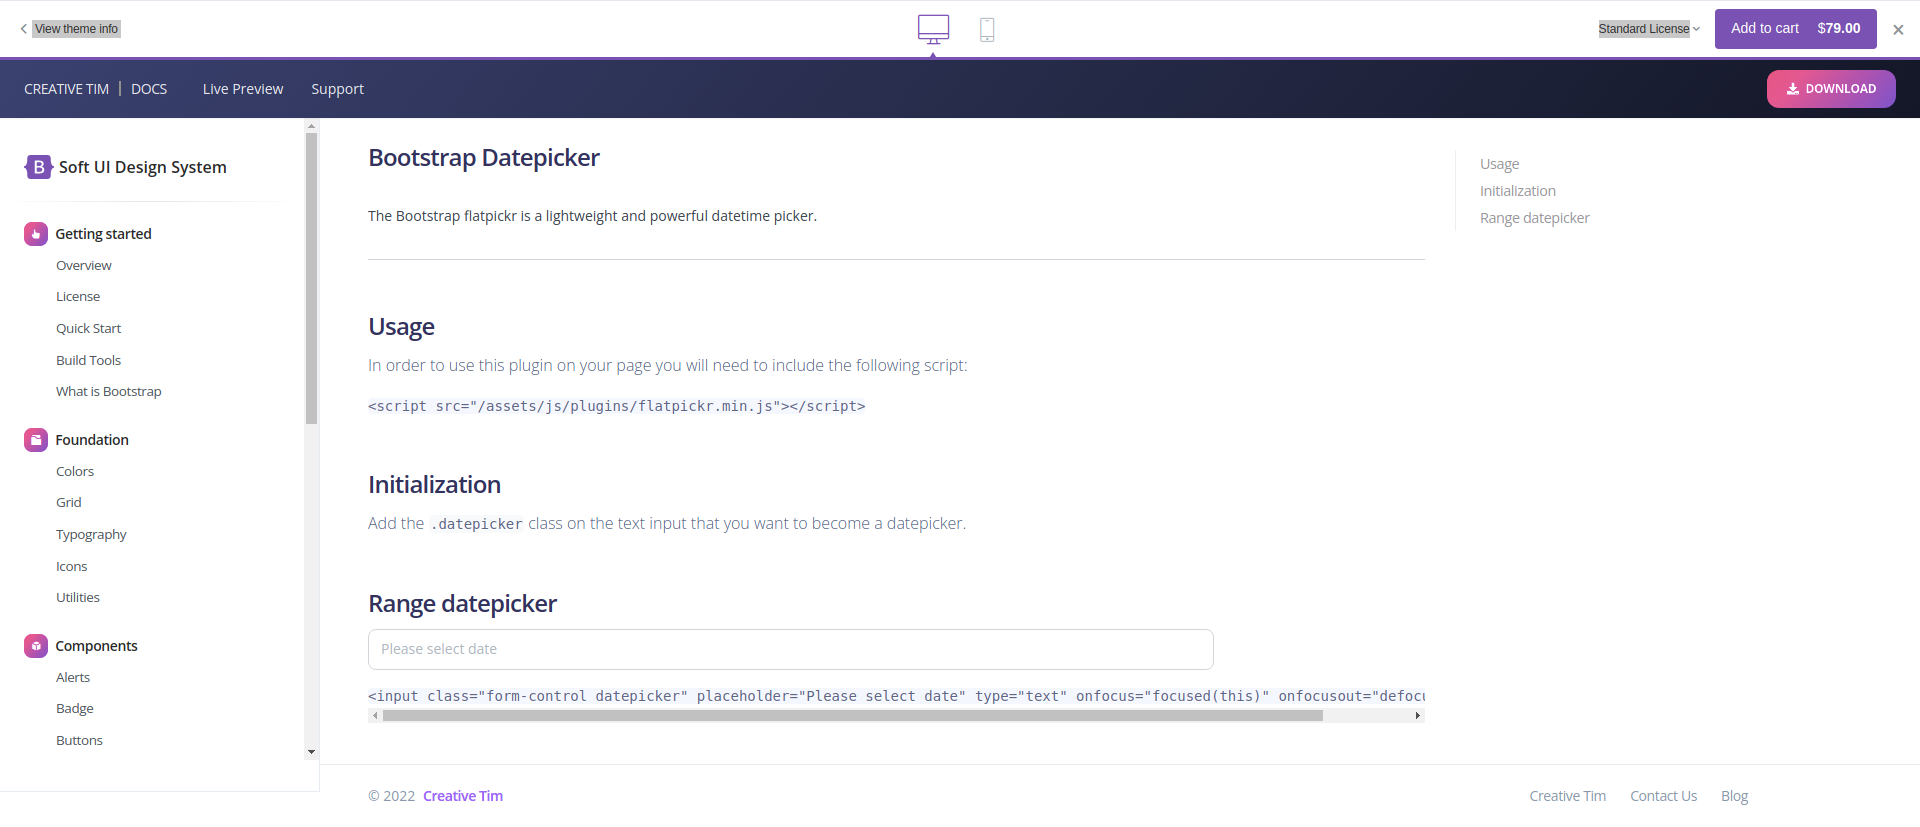 View theme info
Standard License
Add to cart $79.00
CREATIVE TIM | DOCS Live Preview Support
DOWNLOAD
B Soft UI Design System
Getting started
Overview
License
Quick Start
Build Tools
What is Bootstrap
Foundation
Colors
Grid
Typography
Icons
Utilities
Components
Alerts
Badge
Buttons
Bootstrap Datepicker
The Bootstrap flatpickr is a lightweight and powerful datetime picker.
Usage
In order to use this plugin on your page you will need to include the following script:
<script src="/assets/js/plugins/flatpickr.min.js"></script>
Initialization
Add the .datepicker class on the text input that you want to become a datepicker.
Range datepicker
Please select date
<input class="form-control datepicker" placeholder="Please select date" type="text" onfocus="focused(this)" onfocusout="defocu
Usage
Initialization
Range datepicker
© 2022 Creative Tim
Creative Tim Contact Us Blog